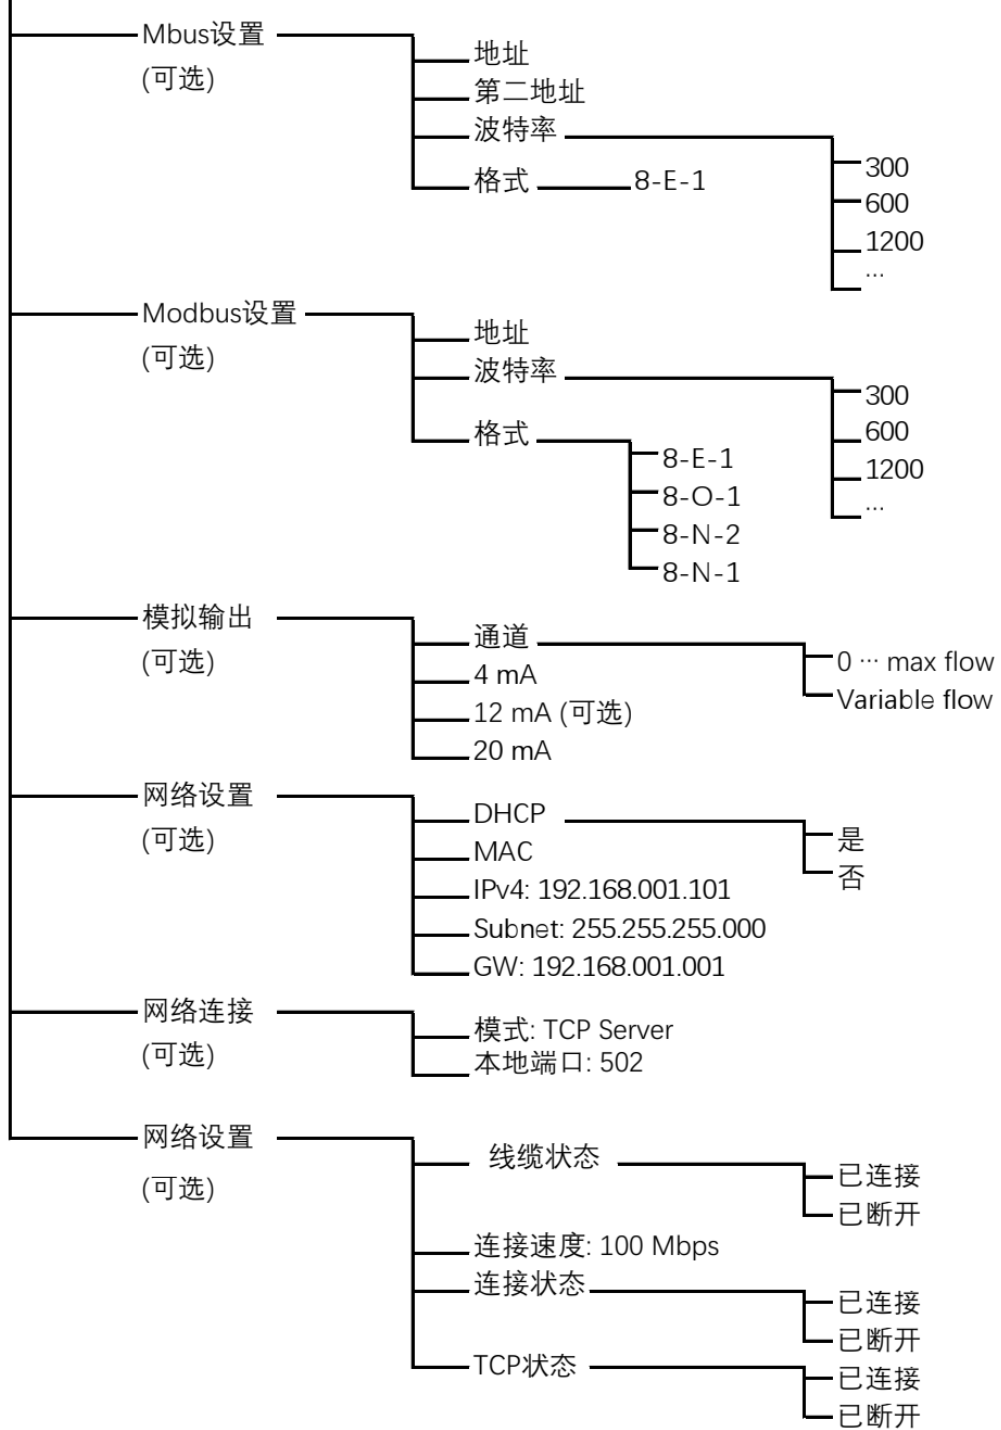 Mbus设置
(可选)
地址
第二地址
波特率
300
600
1200
...
格式
8-E-1
Modbus设置
(可选)
地址
波特率
300
600
1200
...
格式
8-E-1
8-O-1
8-N-2
8-N-1
模拟输出
(可选)
通道
0 ... max flow
Variable flow
4 mA
12 mA (可选)
20 mA
网络设置
(可选)
DHCP
是
否
MAC
IPv4: 192.168.001.101
Subnet: 255.255.255.000
GW: 192.168.001.001
网络连接
(可选)
模式: TCP Server
本地端口: 502
网络设置
(可选)
线缆状态
已连接
已断开
连接速度: 100 Mbps
连接状态
已连接
已断开
TCP状态
已连接
已断开